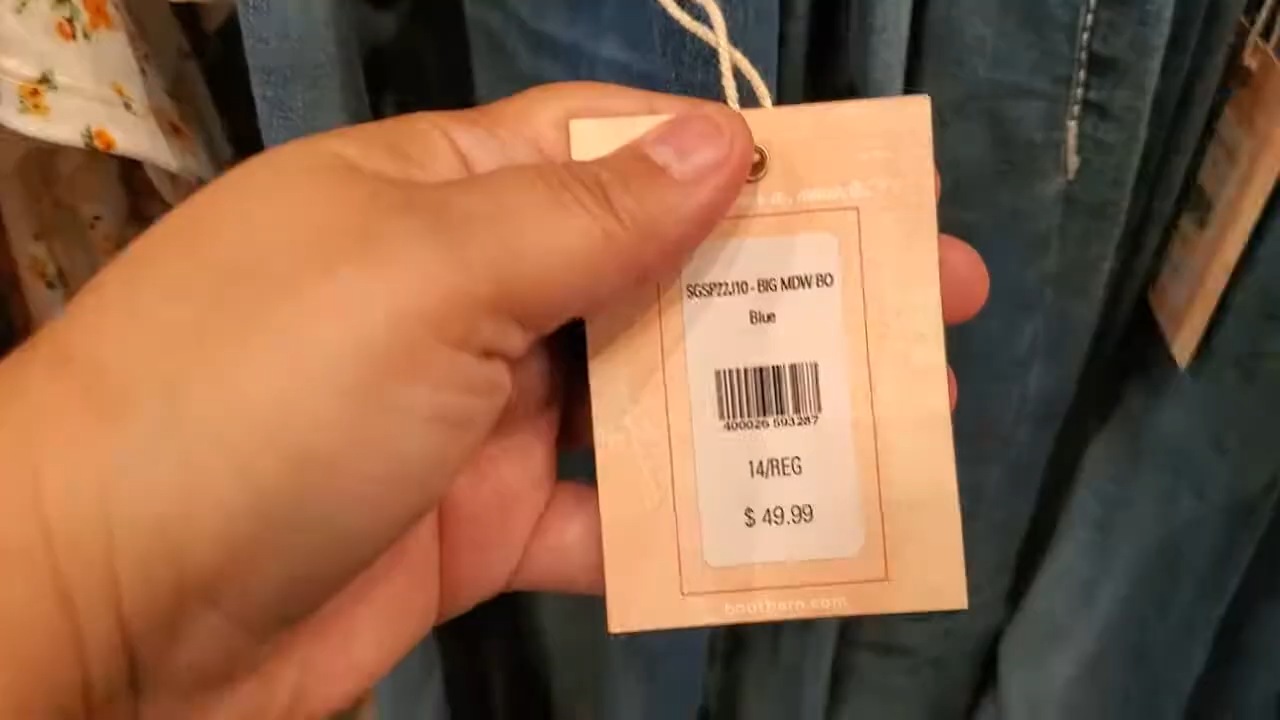 SGSP22J10 - BIG MDW BO
Blue
400026 593287
14/REG
$ 49.99